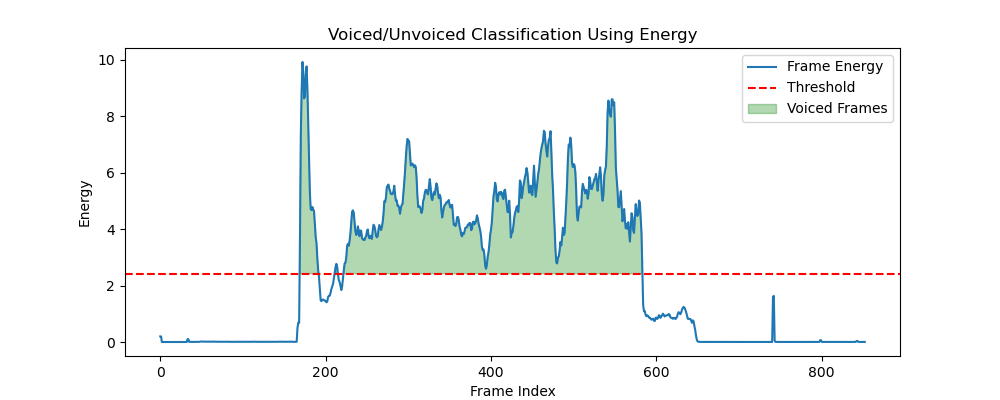 Voiced/Unvoiced Classification Using Energy
Frame Energy
Threshold
Voiced Frames
Energy
10
8
6
4
2
0
0 200 400 600 800
Frame Index